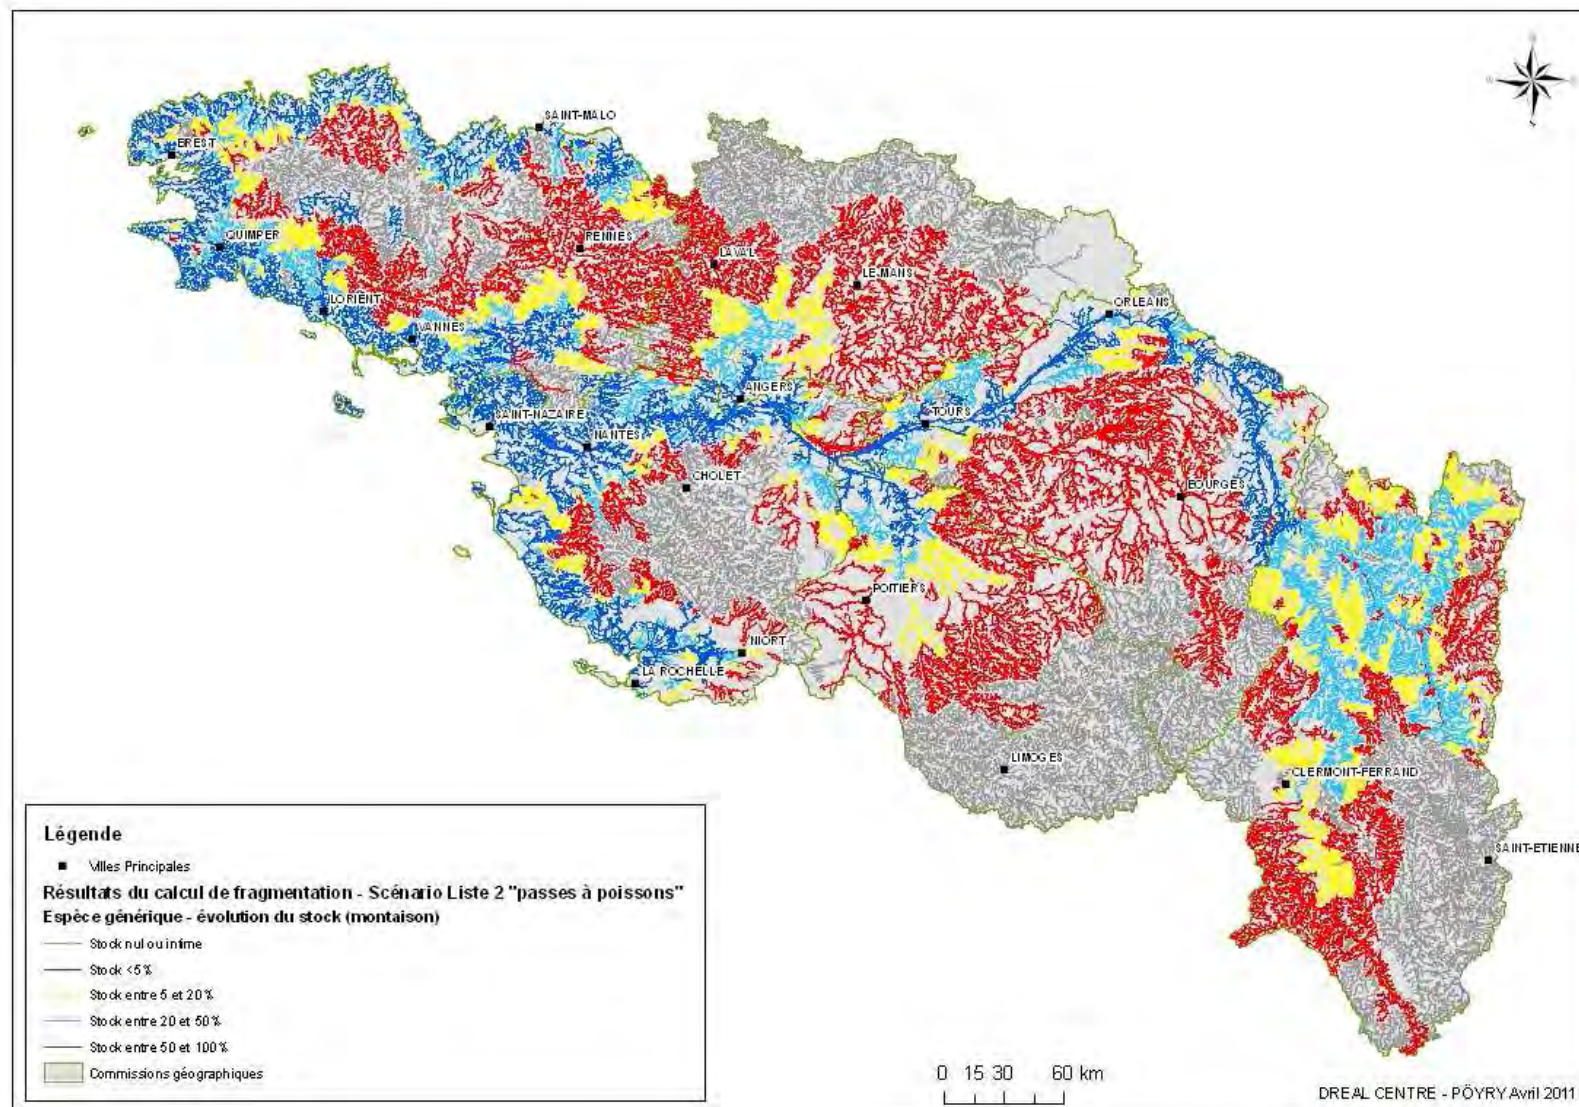 SAINT-MALO
BREST
QUIMPER
RENNES
LAVAL
LE-MANS
LORIENT
VANNES
ORLEANS
ANGERS
SAINT-NAZAIRE
NANTES
TOURS
CHOLET
BOURGES
POITIERS
NIORT
LA ROCHELLE
LIMOGES
CLERMONT-FERRAND
SAINT-ETIENNE
Légende
Villes Principales
Résultats du calcul de fragmentation - Scénario Liste 2 "passes à poissons"
Espèce générique - évolution du stock (montaison)
Stock nul ou infime
Stock <5%
Stock entre 5 et 20%
Stock entre 20 et 50%
Stock entre 50 et 100%
Commissions géographiques
0 15 30 60 km
DREAL CENTRE - PÖYRY Avril 2011